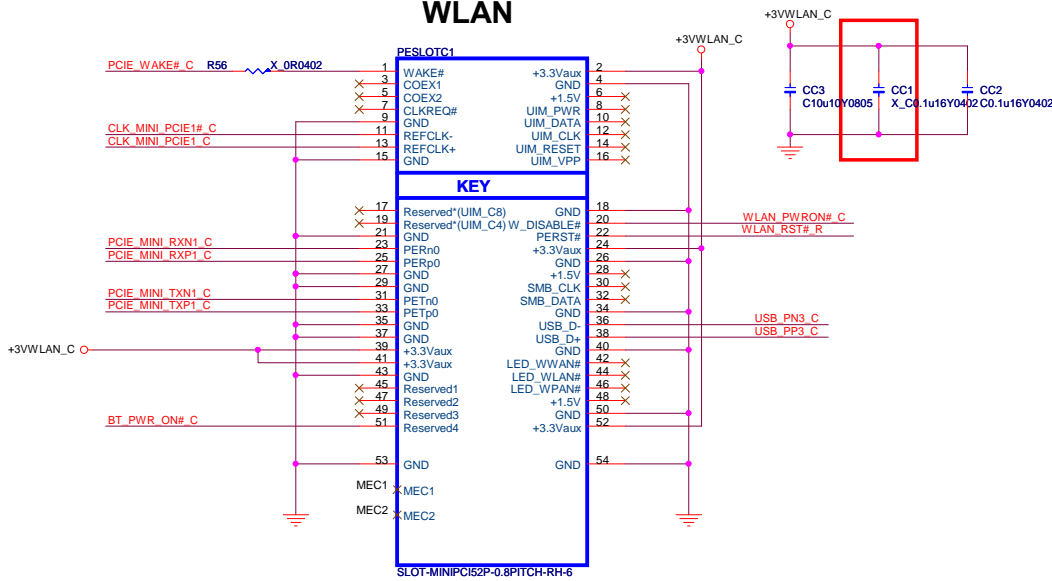 WLAN
+3VWLAN_C
+3VWLAN_C
PESLOTC1
PCIE_WAKE#_C R56 X_0R0402
1 WAKE# +3.3Vaux 2
3 COEX1 GND 4
5 COEX2 +1.5V 6
7 CLKREQ# UIM_PWR 8
9 GND UIM_DATA 10
CLK_MINI_PCIE1#_C 11 REFCLK- UIM_CLK 12
CLK_MINI_PCIE1_C 13 REFCLK+ UIM_RESET 14
15 GND UIM_VPP 16
CC3
C10u10Y0805
CC1
X_C0.1u16Y0402
CC2
C0.1u16Y0402
KEY
17 Reserved*(UIM_C8) GND 18
19 Reserved*(UIM_C4) W_DISABLE# 20 WLAN_PWRON#_C
21 GND PERST# 22 WLAN_RST#_R
PCIE_MINI_RXN1_C 23 PERn0 +3.3Vaux 24
PCIE_MINI_RXP1_C 25 PERp0 GND 26
27 GND +1.5V 28
29 GND SMB_CLK 30
PCIE_MINI_TXN1_C 31 PETn0 SMB_DATA 32
PCIE_MINI_TXP1_C 33 PETp0 GND 34
35 GND USB_D- 36 USB_PN3_C
37 GND USB_D+ 38 USB_PP3_C
+3VWLAN_C 39 +3.3Vaux GND 40
41 +3.3Vaux LED_WWAN# 42
43 GND LED_WLAN# 44
45 Reserved1 LED_WPAN# 46
47 Reserved2 +1.5V 48
49 Reserved3 GND 50
BT_PWR_ON#_C 51 Reserved4 +3.3Vaux 52
53 GND GND 54
MEC1 MEC1
MEC2 MEC2
SLOT-MINIPCI52P-0.8PITCH-RH-6